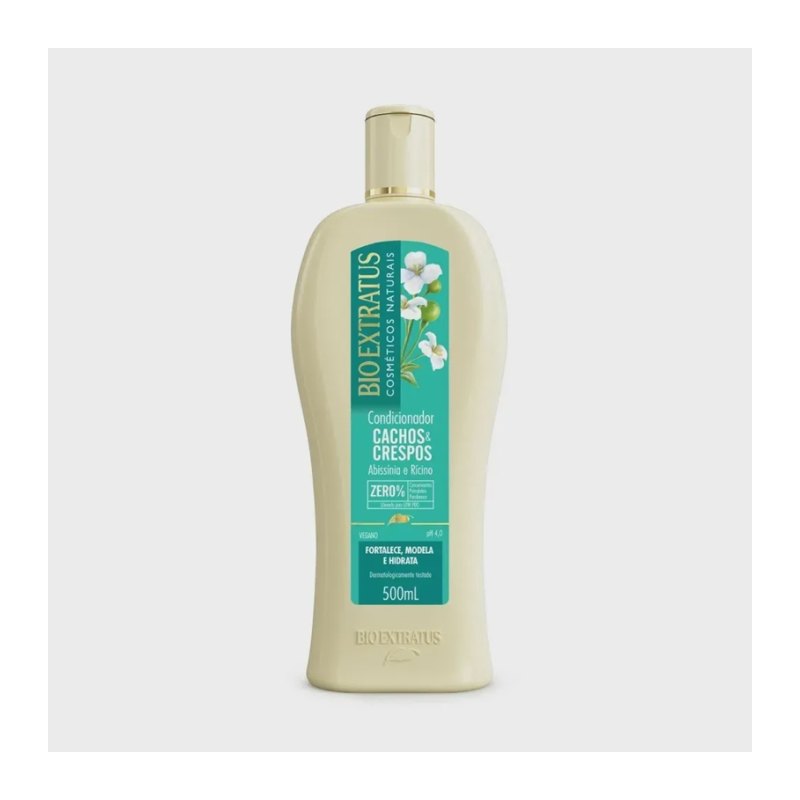 BIO EXTRATUS
COSMÉTICOS NATURAIS
Condicionador
CACHOS &
CRESPOS
Abissínia e Rícino
ZERO%
Parabenos
VEGANO
pH 4,0
FORTALECE, MODELA
E HIDRATA
Dermatologicamente testado
500mL
BIO EXTRATUS